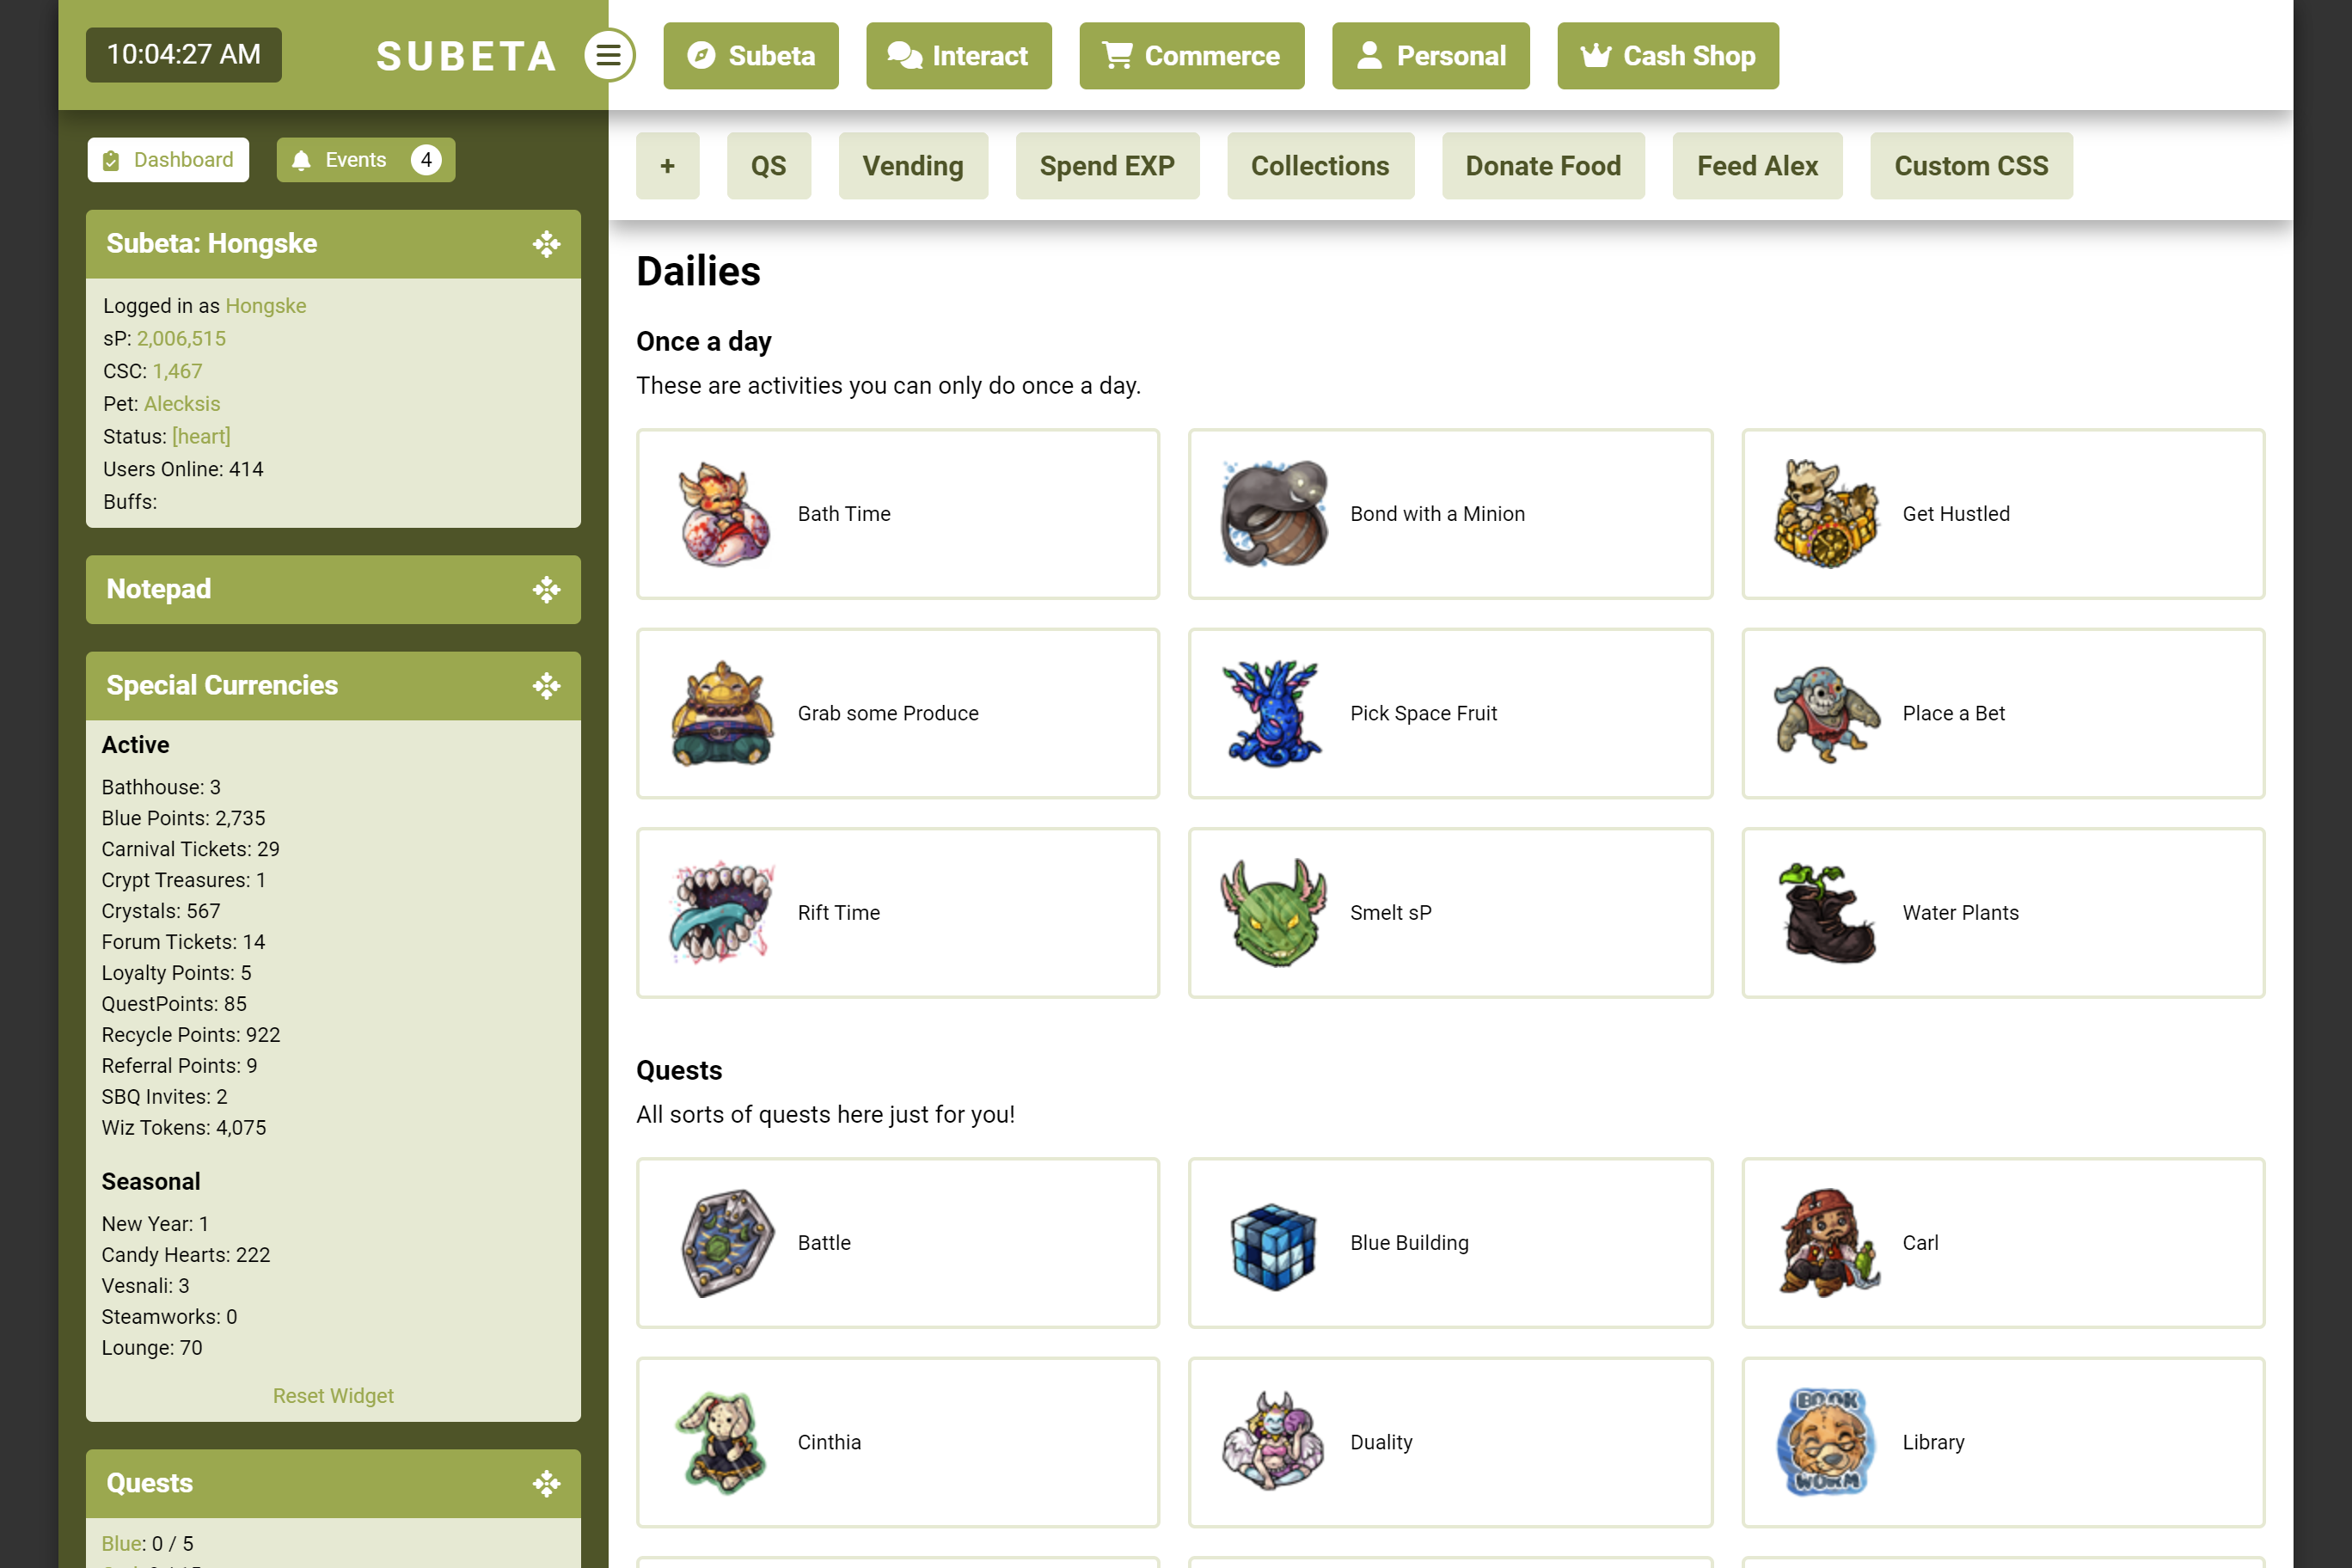 10:04:27 AM
SUBETA
Subeta
Interact
Commerce
Personal
Cash Shop
Dashboard
Events 4
+
QS
Vending
Spend EXP
Collections
Donate Food
Feed Alex
Custom CSS
Subeta: Hongske
Logged in as Hongske
sP: 2,006,515
CSC: 1,467
Pet: Alecksis
Status: [heart]
Users Online: 414
Buffs:
Notepad
Special Currencies
Active
Bathhouse: 3
Blue Points: 2,735
Carnival Tickets: 29
Crypt Treasures: 1
Crystals: 567
Forum Tickets: 14
Loyalty Points: 5
QuestPoints: 85
Recycle Points: 922
Referral Points: 9
SBQ Invites: 2
Wiz Tokens: 4,075
Seasonal
New Year: 1
Candy Hearts: 222
Vesnali: 3
Steamworks: 0
Lounge: 70
Reset Widget
Quests
Blue: 0 / 5
Dailies
Once a day
These are activities you can only do once a day.
Bath Time
Bond with a Minion
Get Hustled
Grab some Produce
Pick Space Fruit
Place a Bet
Rift Time
Smelt sP
Water Plants
Quests
All sorts of quests here just for you!
Battle
Blue Building
Carl
Cinthia
Duality
BOOK
WORM
Library